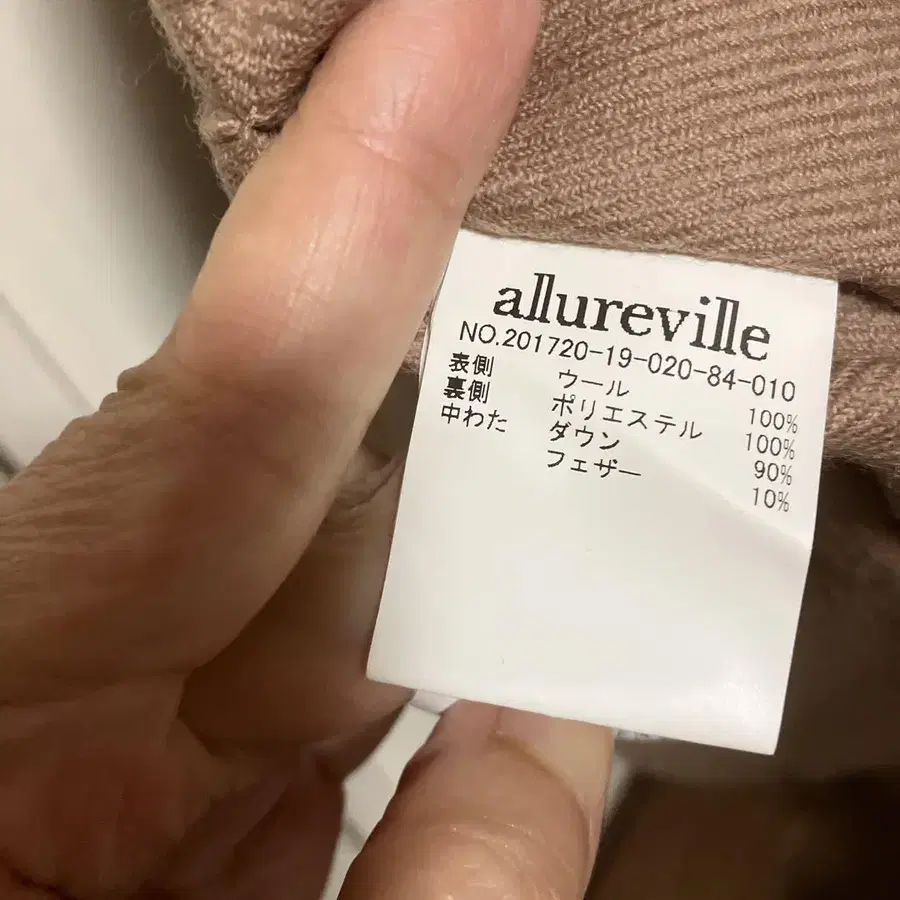 allureville
NO.201720-19-020-84-010
表側 ウール 100%
裏側 ポリエステル 100%
中わた ダウン 90%
フェザー 10%